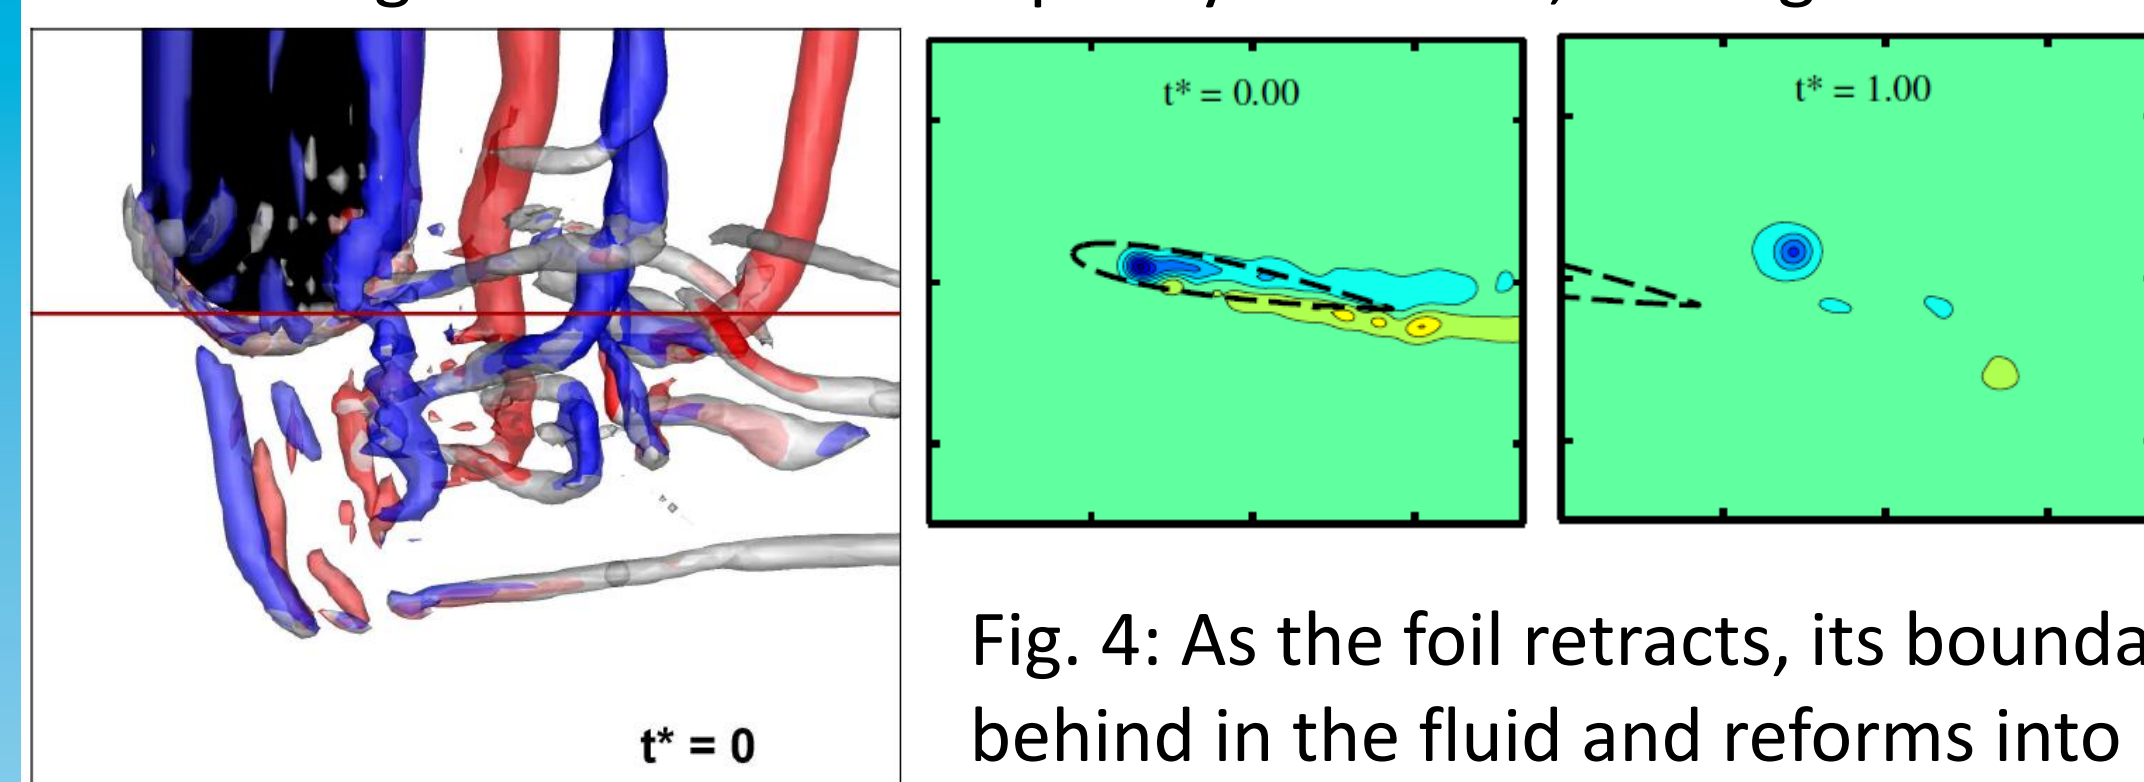 t* = 0.00
t* = 1.00
t* = 0
Fig. 4: As the foil retracts, its
behind in the fluid and reforms into